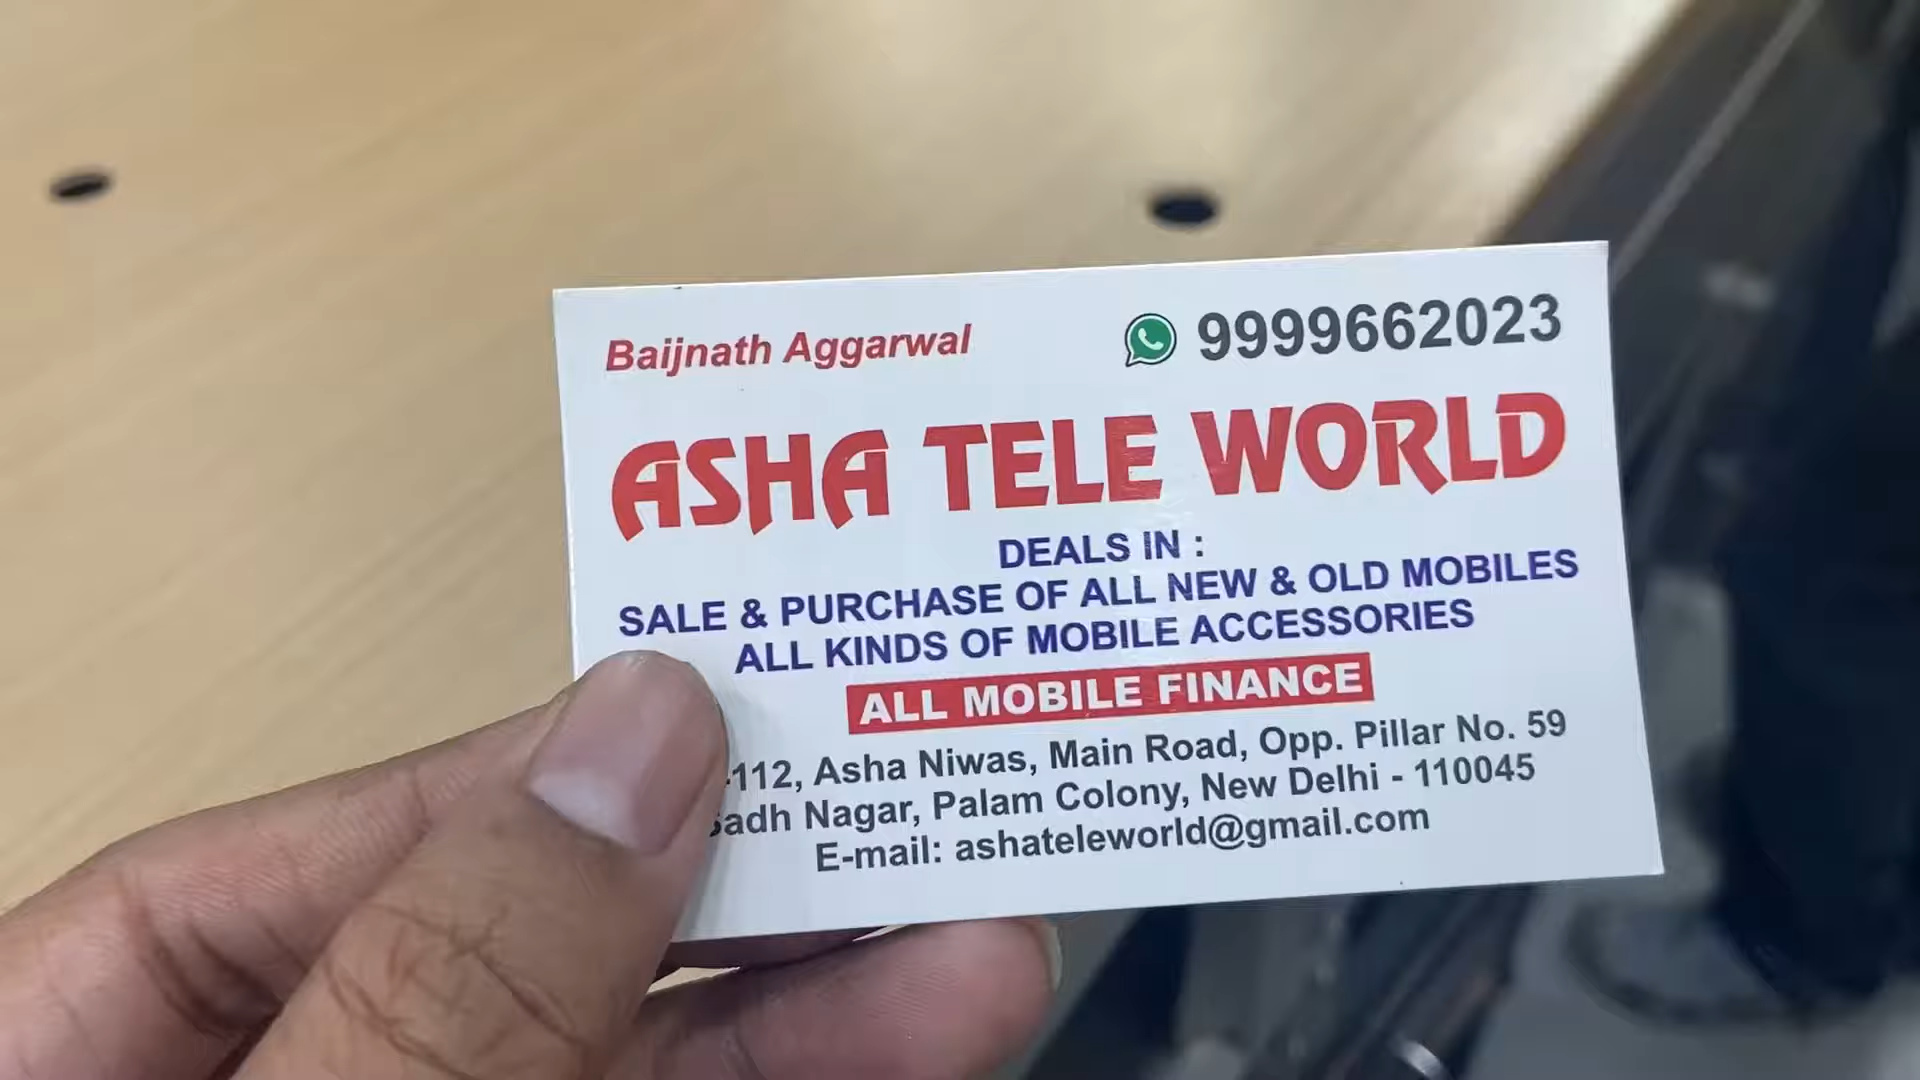 Baijnath Aggarwal
9999662023
ASHA TELE WORLD
DEALS IN :
SALE & PURCHASE OF ALL NEW & OLD MOBILES
ALL KINDS OF MOBILE ACCESSORIES
ALL MOBILE FINANCE
-112, Asha Niwas, Main Road, Opp. Pillar No. 59
Nagar, Palam Colony, New Delhi - 110045
E-mail: ashateleworld@gmail.com